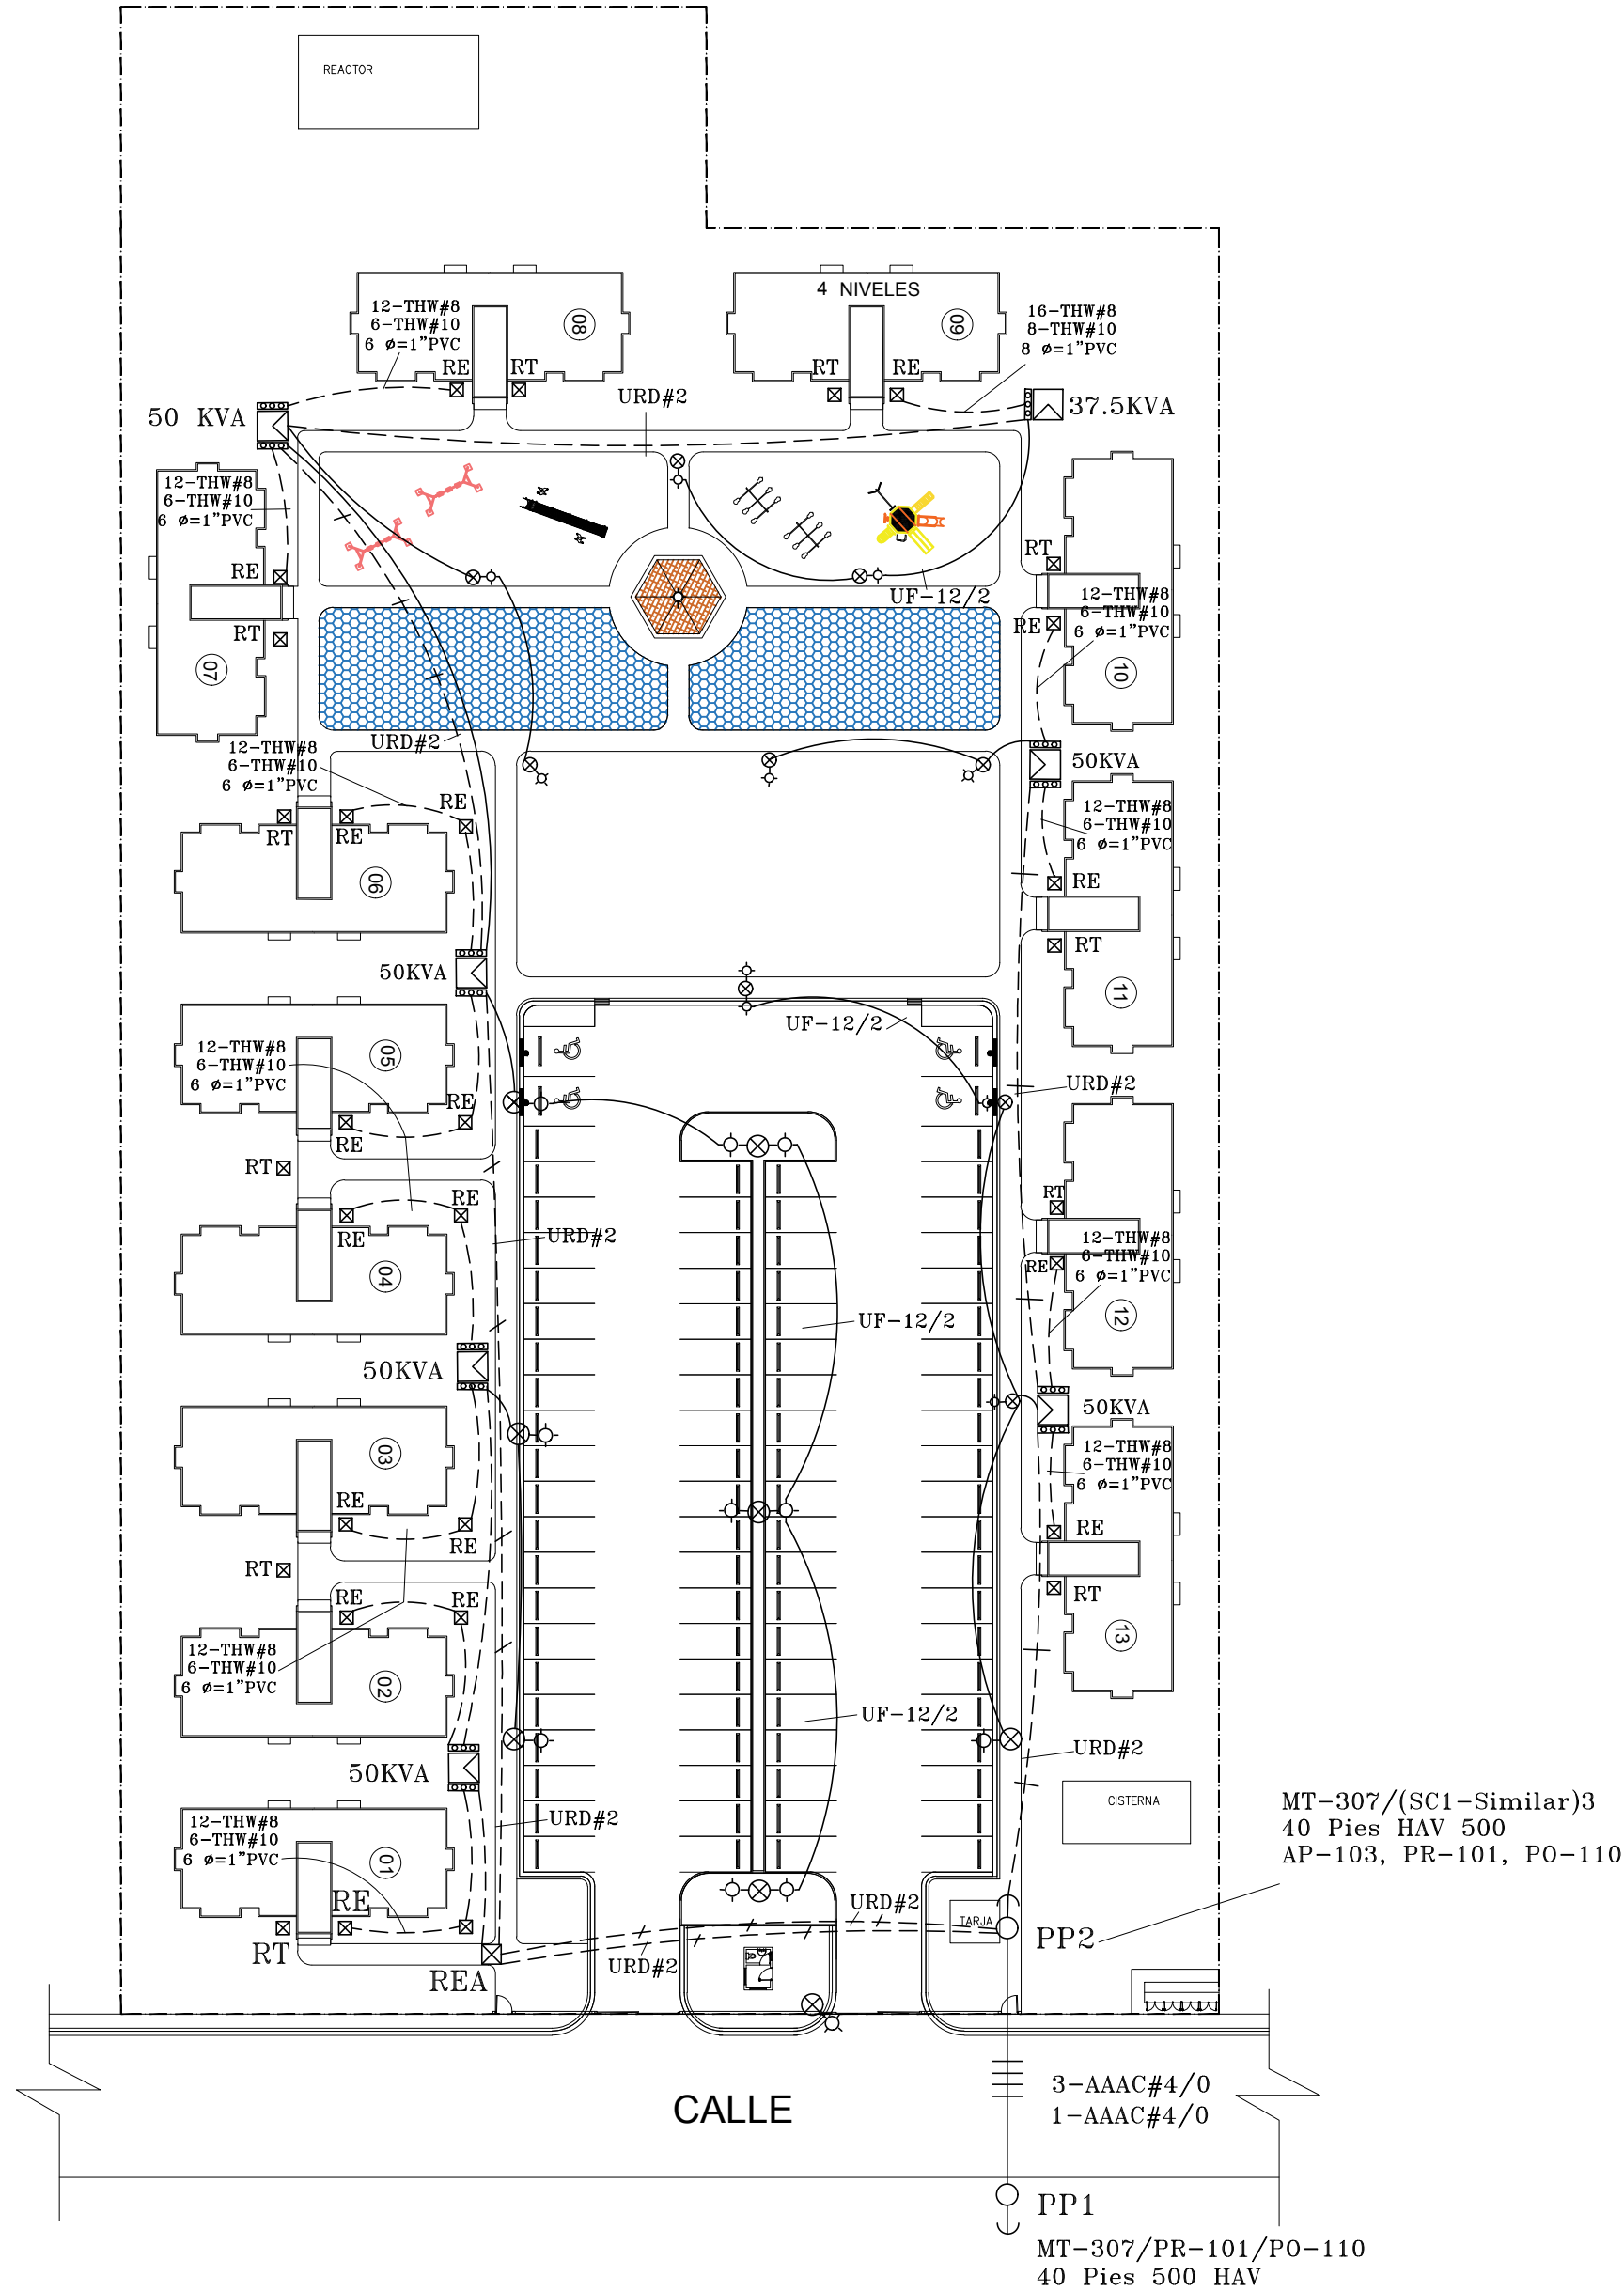 REACTOR
12-THW#8
6-THW#10
6 ø=1"PVC
08
RE
RT
4 NIVELES
09
RT
RE
16-THW#8
8-THW#10
8 ø=1"PVC
50 KVA
URD#2
37.5KVA
12-THW#8
6-THW#10
6 ø=1"PVC
RE
RT
07
UF-12/2
RT
12-THW#8
6-THW#10
6 ø=1"PVC
RE
10
URD#2
12-THW#8
6-THW#10
6 ø=1"PVC
RE
RT
RE
06
50KVA
12-THW#8
6-THW#10
6 ø=1"PVC
RE
RT
11
50KVA
UF-12/2
12-THW#8
6-THW#10
6 ø=1"PVC
05
RE
RE
RT
URD#2
RE
RE
04
URD#2
RT
12-THW#8
6-THW#10
6 ø=1"PVC
RE
12
UF-12/2
50KVA
50KVA
03
RE
RE
RT
12-THW#8
6-THW#10
6 ø=1"PVC
RE
RT
13
RE
RE
12-THW#8
6-THW#10
6 ø=1"PVC
02
UF-12/2
URD#2
50KVA
URD#2
12-THW#8
6-THW#10
6 ø=1"PVC
01
RE
RT
REA
CISTERNA
MT-307/(SC1-Similar)3
40 Pies HAV 500
AP-103, PR-101, PO-110
URD#2
URD#2
TARJA
PP2
CALLE
3-AAAC#4/0
1-AAAC#4/0
PP1
MT-307/PR-101/PO-110
40 Pies 500 HAV